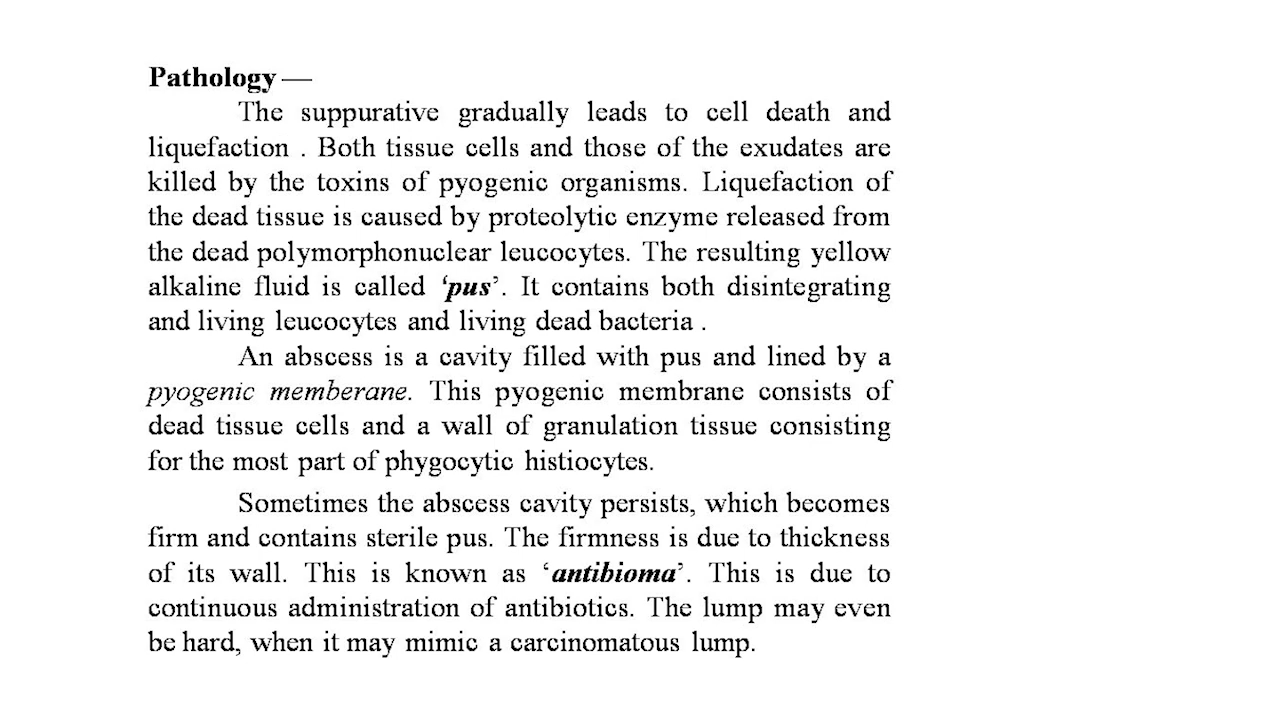 Pathology —
The suppurative gradually leads to cell death and
liquefaction . Both tissue cells and those of the exudates are
killed by the toxins of pyogenic organisms. Liquefaction of
the dead tissue is caused by proteolytic enzyme released from
the dead polymorphonuclear leucocytes. The resulting yellow
alkaline fluid is called ‘pus’. It contains both disintegrating
and living leucocytes and living dead bacteria .
An abscess is a cavity filled with pus and lined by a
pyogenic memberane. This pyogenic membrane consists of
dead tissue cells and a wall of granulation tissue consisting
for the most part of phygocytic histiocytes.
Sometimes the abscess cavity persists, which becomes
firm and contains sterile pus. The firmness is due to thickness
of its wall. This is known as ‘antibioma’. This is due to
continuous administration of antibiotics. The lump may even
be hard, when it may mimic a carcinomatous lump.